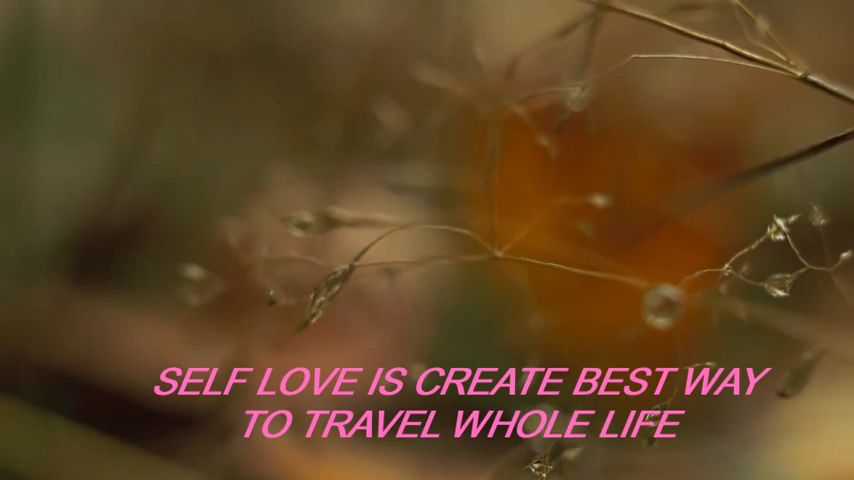 SELF LOVE IS CREATE BEST WAY
TO TRAVEL WHOLE LIFE